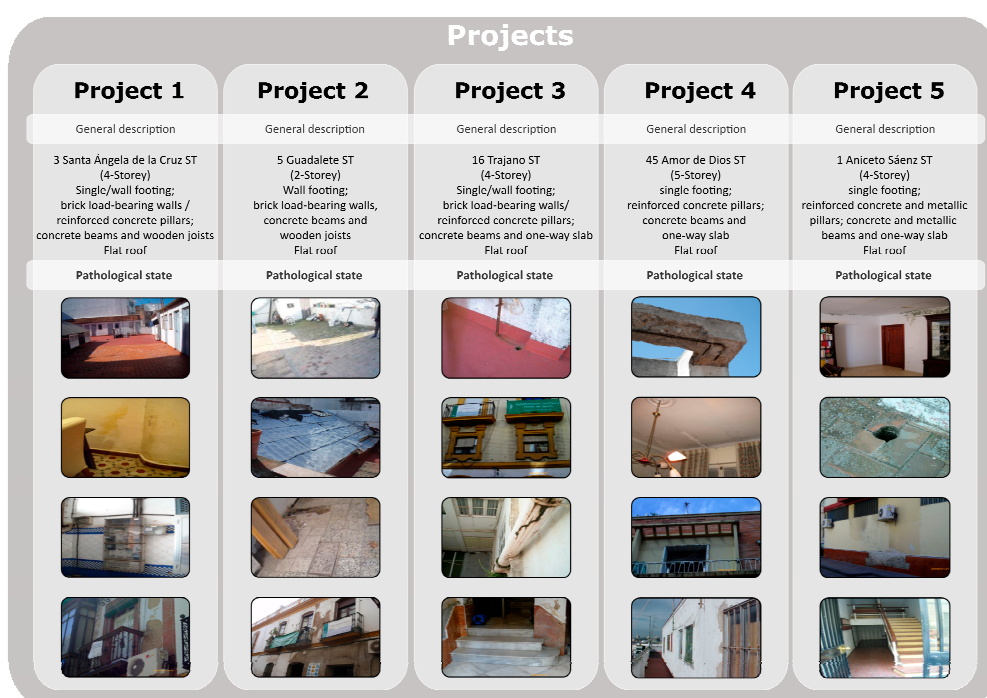 Projects
Project 1
General description
3 Santa Ángela de la Cruz ST
(4-Storey)
Single/wall footing;
brick load-bearing walls /
reinforced concrete pillars;
concrete beams and wooden joists
Flat roof
Pathological state
Project 2
General description
5 Guadalete ST
(2-Storey)
Wall footing;
brick load-bearing walls,
concrete beams and
wooden joists
Flat roof
Pathological state
Project 3
General description
16 Trajano ST
(4-Storey)
Single/wall footing;
brick load-bearing walls/
reinforced concrete pillars;
concrete beams and one-way slab
Flat roof
Pathological state
Project 4
General description
45 Amor de Dios ST
(5-Storey)
single footing;
reinforced concrete pillars;
concrete beams and
one-way slab
Flat roof
Pathological state
Project 5
General description
1 Aniceto Sáenz ST
(4-Storey)
single footing;
reinforced concrete and metallic
pillars; concrete and metallic
beams and one-way slab
Flat roof
Pathological state